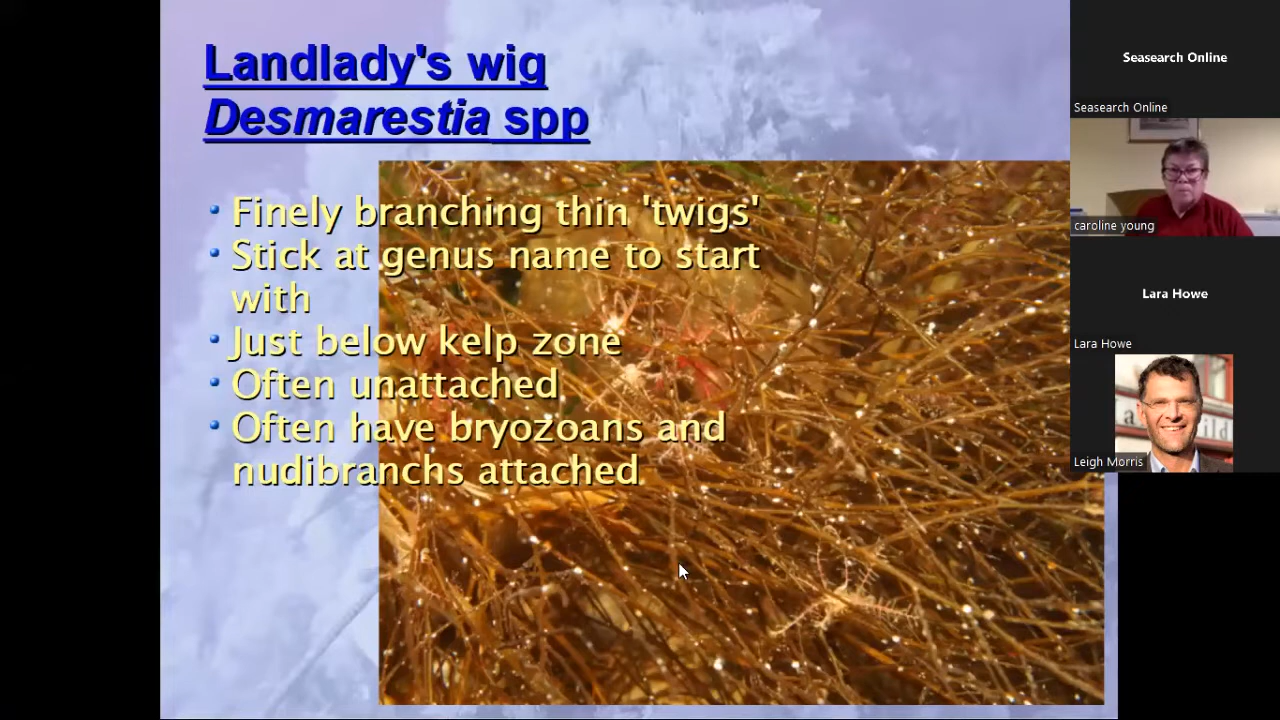 Landlady's wig
Desmarestia spp
• Finely branching thin 'twigs'
• Stick at genus name to start
with
• Just below kelp zone
• Often unattached
• Often have bryozoans and
nudibranchs attached
Seasearch Online
Seasearch Online
caroline young
Lara Howe
Lara Howe
Leigh Morris